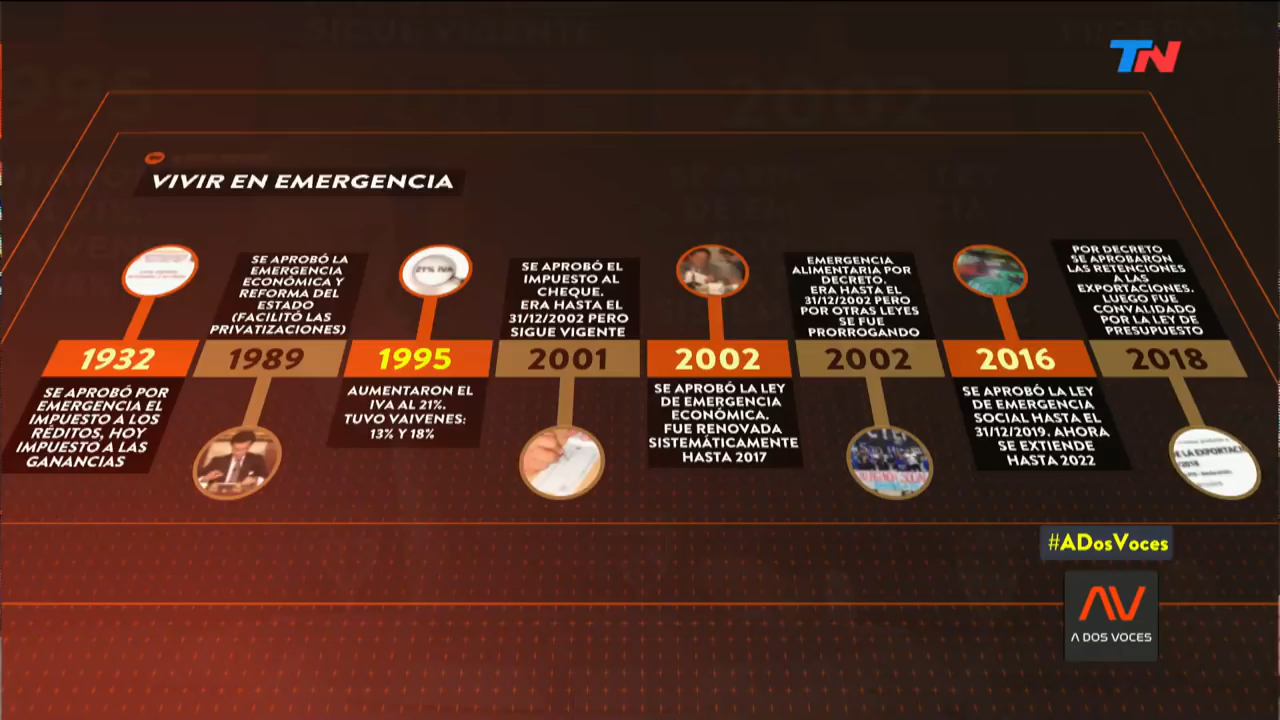 TN
VIVIR EN EMERGENCIA
1932
SE APROBÓ POR
EMERGENCIA EL
IMPUESTO A LOS
RÉDITOS, HOY
IMPUESTO A LAS
GANANCIAS
SE APROBÓ LA
EMERGENCIA
ECONÓMICA Y
REFORMA DEL
ESTADO
(FACILITÓ LAS
PRIVATIZACIONES)
1989
21% IVA
1995
AUMENTARON EL
IVA AL 21%.
TUVO VAIVENES:
13% Y 18%
SE APROBÓ EL
IMPUESTO AL
CHEQUE.
ERA HASTA EL
31/12/2002 PERO
SIGUE VIGENTE
2001
2002
SE APROBÓ LA LEY
DE EMERGENCIA
ECONÓMICA.
FUE RENOVADA
SISTEMÁTICAMENTE
HASTA 2017
EMERGENCIA
ALIMENTARIA POR
DECRETO.
ERA HASTA EL
31/12/2002 PERO
POR OTRAS LEYES
SE FUE
PRORROGANDO
2002
2016
SE APROBÓ LA LEY
DE EMERGENCIA
SOCIAL HASTA EL
31/12/2019. AHORA
SE EXTIENDE
HASTA 2022
POR DECRETO
SE APROBARON
LAS RETENCIONES
A LAS
EXPORTACIONES.
LUEGO FUE
CONVALIDADO
POR LA LEY DE
PRESUPUESTO
2018
#ADosVoces
AV
A DOS VOCES